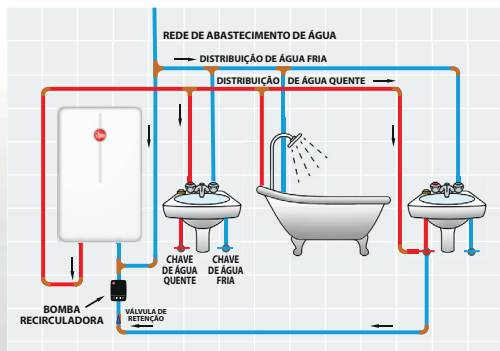 REDE DE ABASTECIMENTO DE ÁGUA
DISTRIBUIÇÃO DE ÁGUA FRIA
DISTRIBUIÇÃO DE ÁGUA QUENTE
CHAVE
DE ÁGUA
QUENTE
CHAVE
DE ÁGUA
FRIA
BOMBA
RECIRCULADORA
VÁLVULA DE
RETENÇÃO